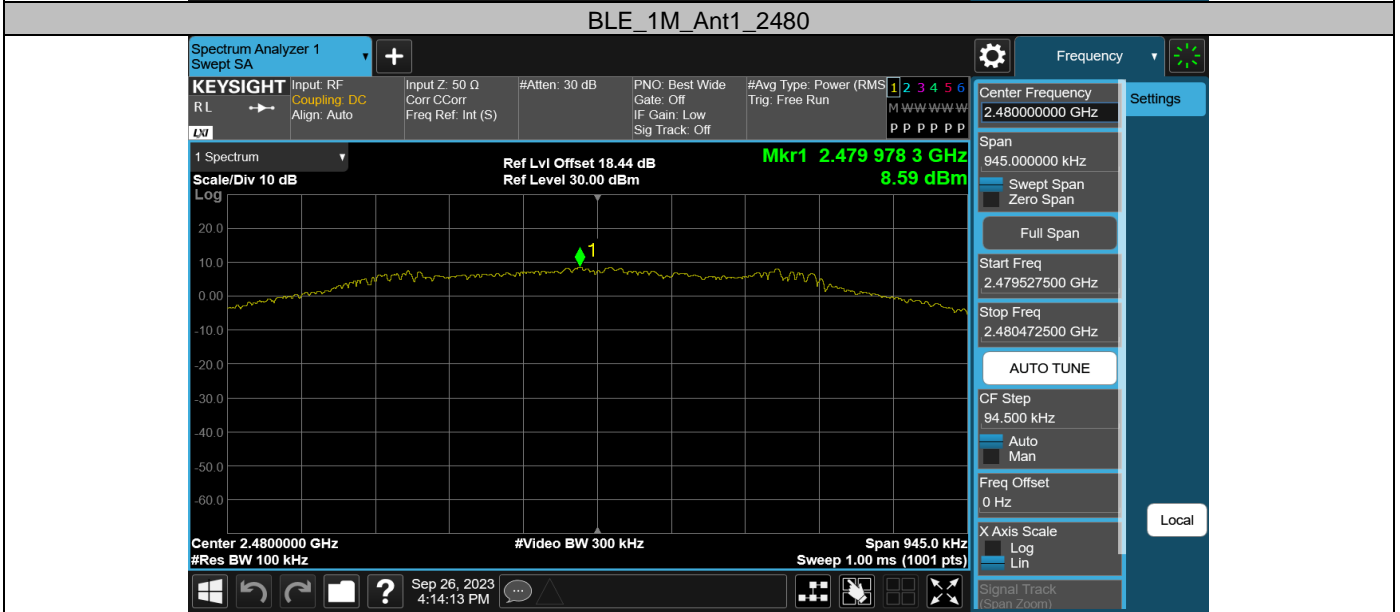 BLE_1M_Ant1_2480
Spectrum Analyzer 1
Swept SA
+
Frequency
KEYSIGHT
RL
LXI
Input: RF
Coupling: DC
Align: Auto
Input Z: 50 Ω
Corr CCorr
Freq Ref: Int (S)
#Atten: 30 dB
PNO: Best Wide
Gate: Off
IF Gain: Low
Sig Track: Off
#Avg Type: Power (RMS
Trig: Free Run
1 2 3 4 5 6
M W W W W W
P P P P P P
1 Spectrum
Scale/Div 10 dB
Log
Ref Lvl Offset 18.44 dB
Ref Level 30.00 dBm
Mkr1 2.479 978 3 GHz
8.59 dBm
1
20.0
10.0
0.00
-10.0
-20.0
-30.0
-40.0
-50.0
-60.0
Center 2.4800000 GHz
#Video BW 300 kHz
Span 945.0 kHz
#Res BW 100 kHz
Sweep 1.00 ms (1001 pts)
?
Sep 26, 2023
4:14:13 PM
Center Frequency
2.480000000 GHz
Span
945.000000 kHz
Swept Span
Zero Span
Full Span
Start Freq
2.479527500 GHz
Stop Freq
2.480472500 GHz
AUTO TUNE
CF Step
94.500 kHz
Auto
Man
Freq Offset
0 Hz
X Axis Scale
Log
Lin
Signal Track
(Span Zoom)
Settings
Local